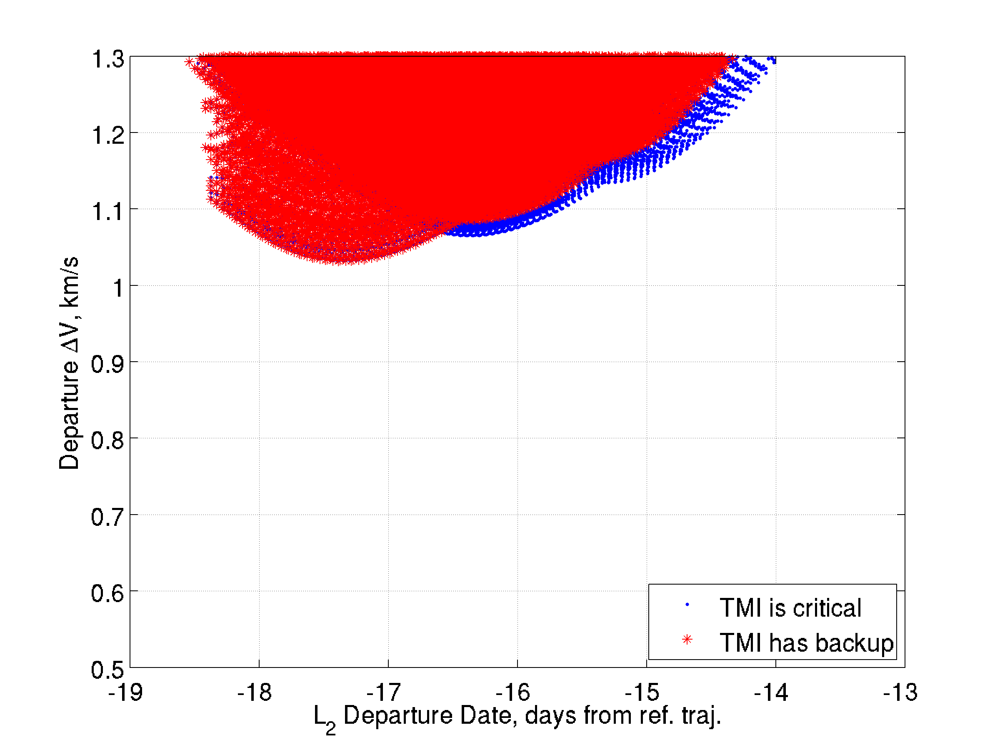 1.3
1.2
1.1
1
0.9
0.8
0.7
0.6
0.5
Departure ΔV, km/s
-19 -18 -17 -16 -15 -14 -13
L2 Departure Date, days from ref. traj.
TMI is critical
TMI has backup